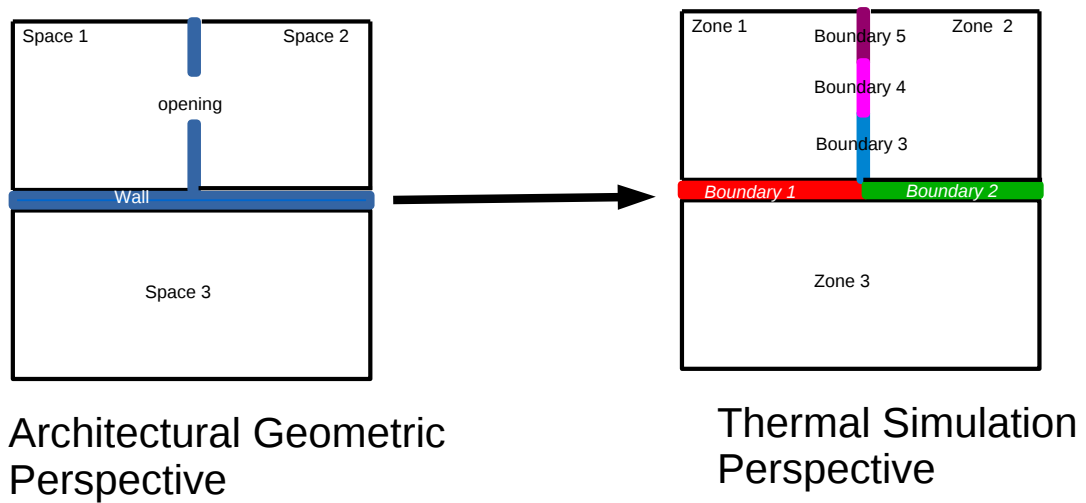 Space 1
Space 2
opening
Wall
Space 3
Architectural Geometric
Perspective
Zone 1
Zone 2
Boundary 5
Boundary 4
Boundary 3
Boundary 1
Boundary 2
Zone 3
Thermal Simulation
Perspective